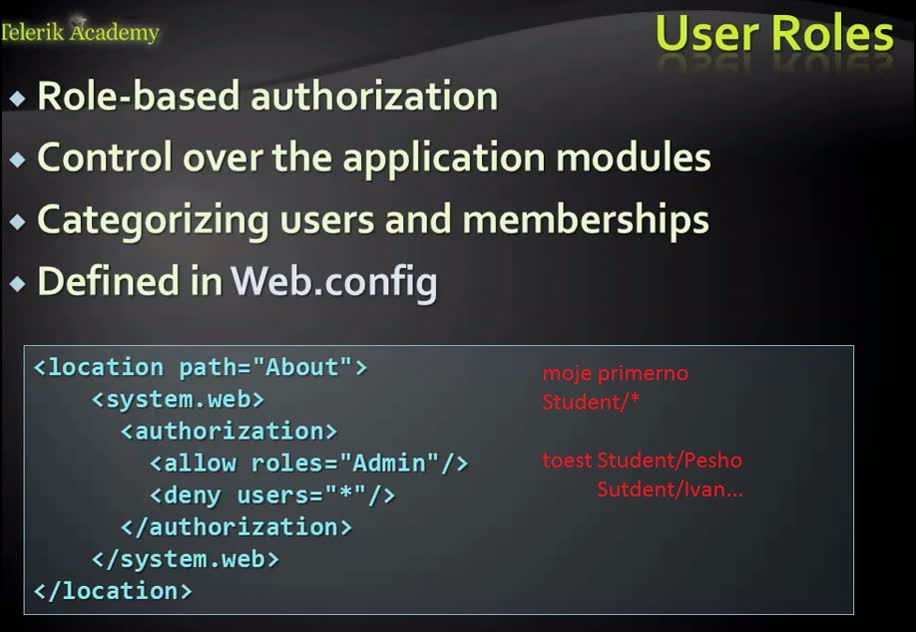 Telerik Academy
User Roles
Role-based authorization
Control over the application modules
Categorizing users and memberships
Defined in Web.config
<location path="About">
<system.web>
<authorization>
<allow roles="Admin"/>
<deny users="*"/>
</authorization>
</system.web>
</location>
moje primerno
Student/*
toest Student/Pesho
Sutdent/Ivan...